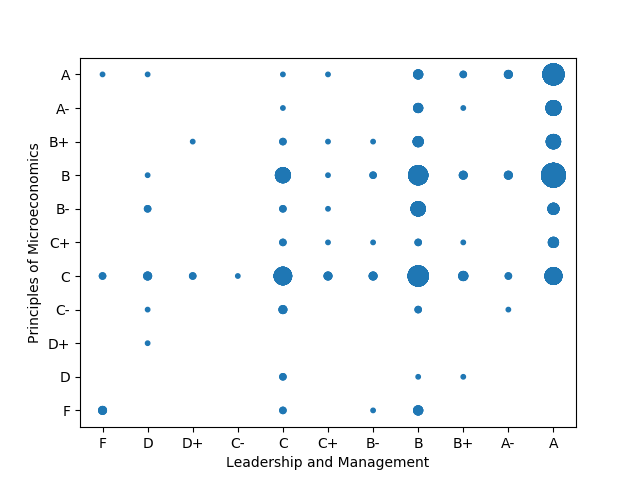 A
A-
B+
B
B-
C+
C
C-
D+
D
F
Principles of Microeconomics
F D D+ C- C C+ B- B B+ A- A
Leadership and Management